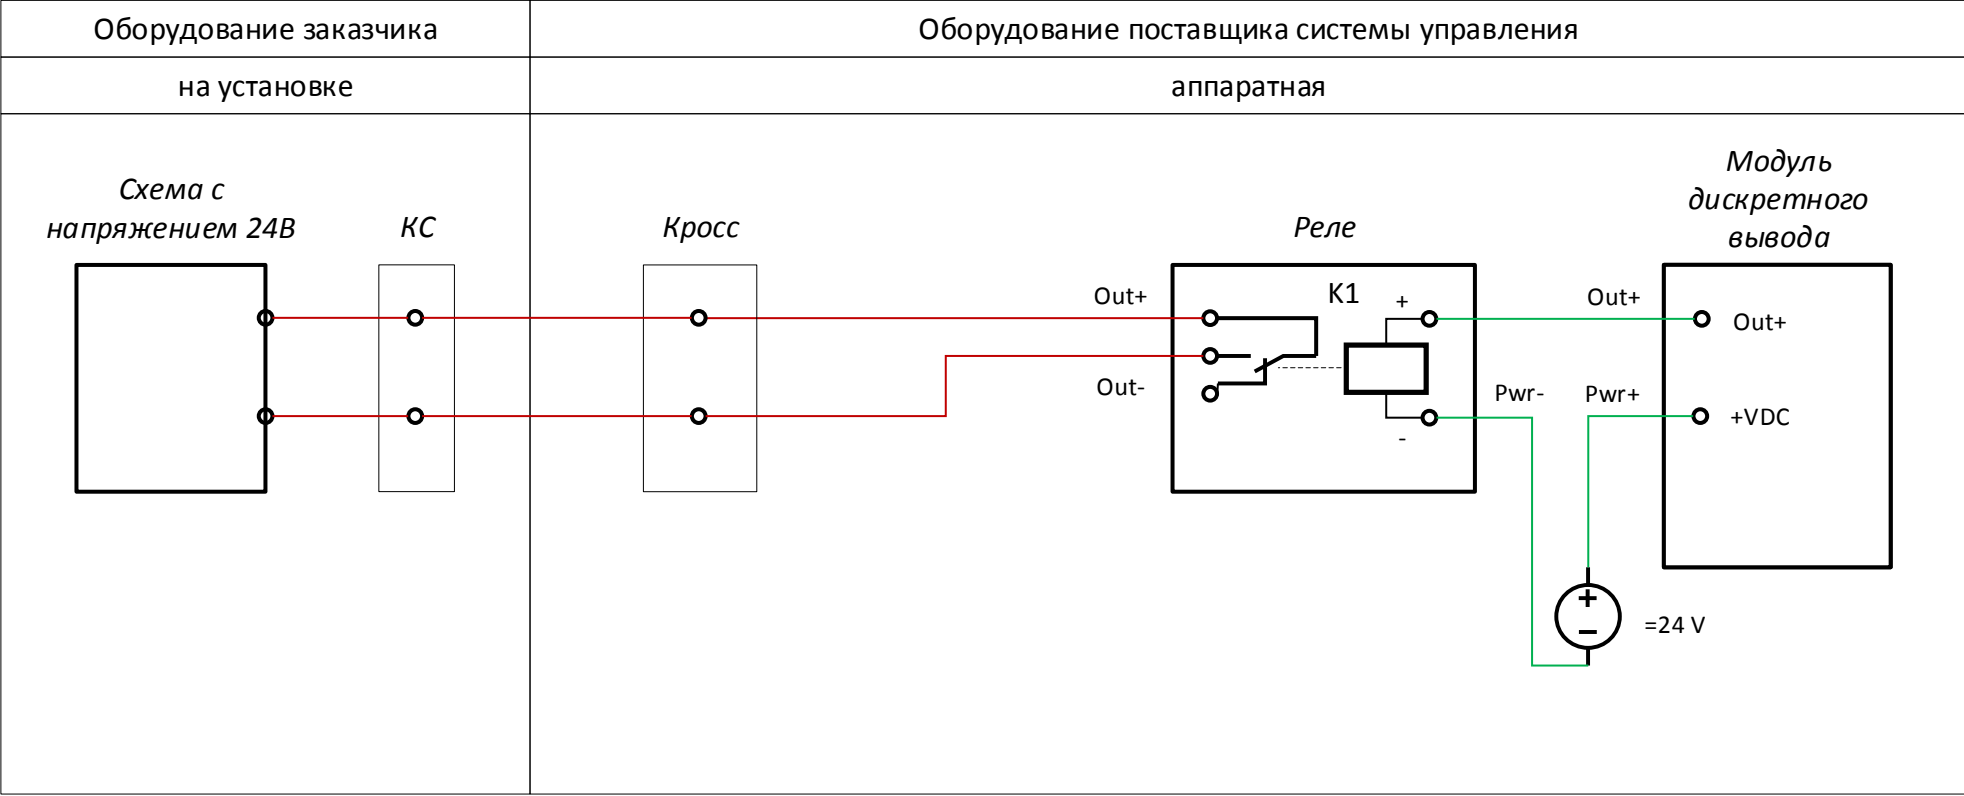 Оборудование заказчика
Оборудование поставщика системы управления
на установке
аппаратная
Схема с
напряжением 24В
КС
Кросс
Реле
Модуль
дискретного
вывода
Out+
Out-
K1
+
-
Out+
Out+
Pwr-
Pwr+
+VDC
+
–
=24 V